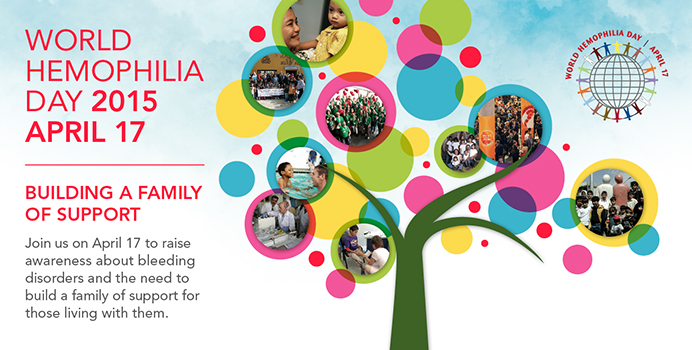 WORLD
HEMOPHILIA
DAY 2015
APRIL 17
BUILDING A FAMILY
OF SUPPORT
Join us on April 17 to raise
awareness about bleeding
disorders and the need to
build a family of support for
those living with them.
WORLD HEMOPHILIA DAY | APRIL 17